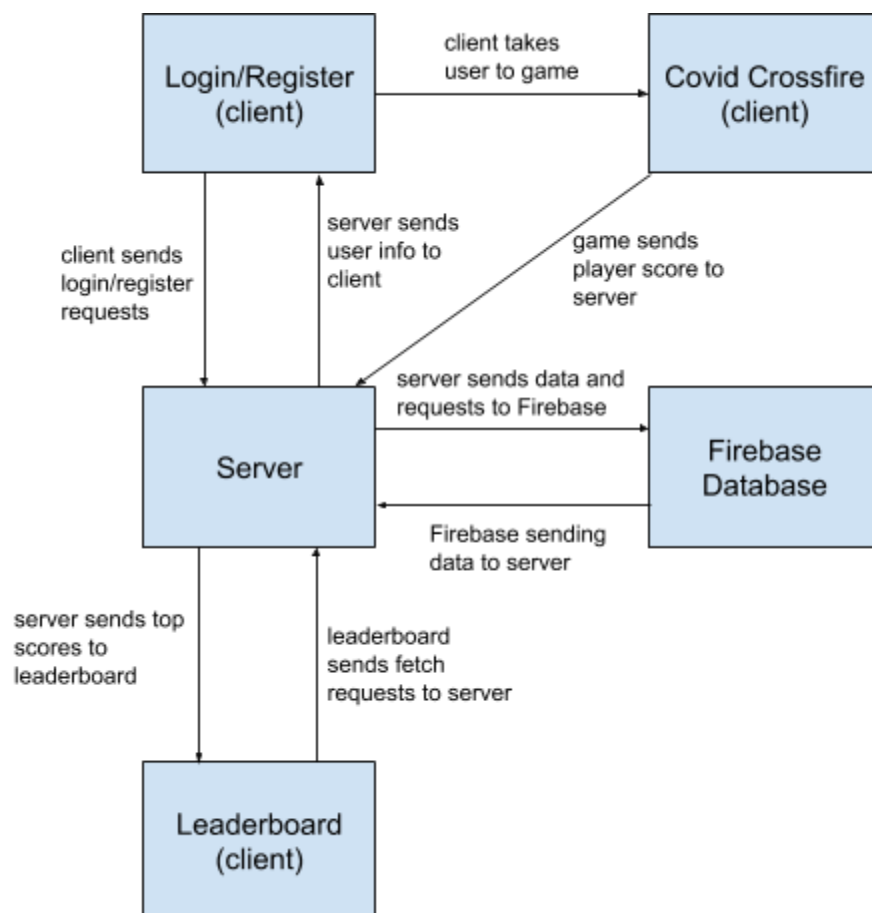 Login/Register
(client)
client takes
user to game
Covid Crossfire
(client)
client sends
login/register
requests
server sends
user info to
client
game sends
player score to
server
Server
server sends data and
requests to Firebase
Firebase
Database
Firebase sending
data to server
server sends top
scores to
leaderboard
leaderboard
sends fetch
requests to server
Leaderboard
(client)